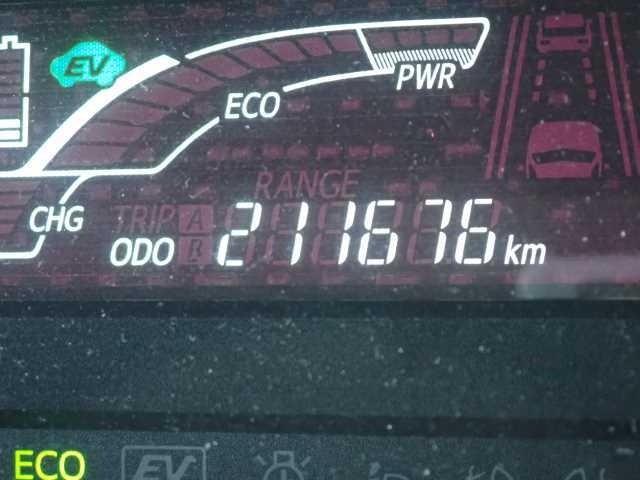 EV
PWR
ECO
RANGE
CHG
TRIP A
ODO B 211676 km
ECO
EV